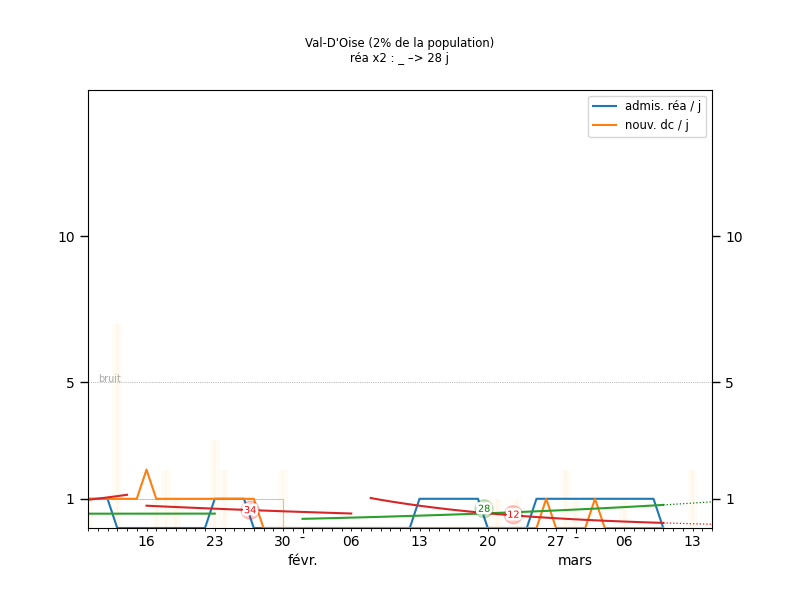 Val-D'Oise (2% de la population)
réa x2 : _ –> 28 j
admis. réa / j
nouv. dc / j
10 10
bruit
5 5
1 1
34 28 12
16 23 30 - 06 13 20 27 - 06 13
févr. mars